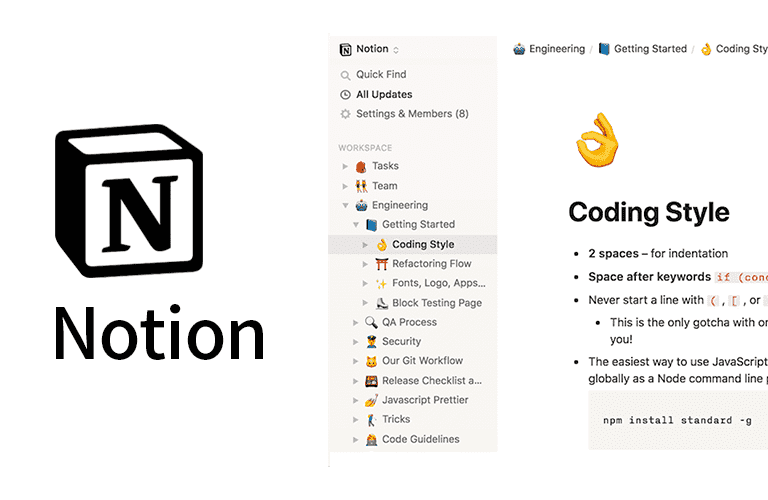 N
Notion
Notion
Quick Find
All Updates
Settings & Members (8)
WORKSPACE
Tasks
Team
Engineering
Getting Started
Coding Style
Refactoring Flow
Fonts, Logo, Apps...
Block Testing Page
QA Process
Security
Our Git Workflow
Release Checklist a...
Javascript Prettier
Tricks
Code Guidelines
Engineering / Getting Started / Coding Sty
Coding Style
2 spaces – for indentation
Space after keywords if (conc
Never start a line with ( , [ , or
This is the only gotcha with or
you!
The easiest way to use JavaScript
globally as a Node command line p
npm install standard -g